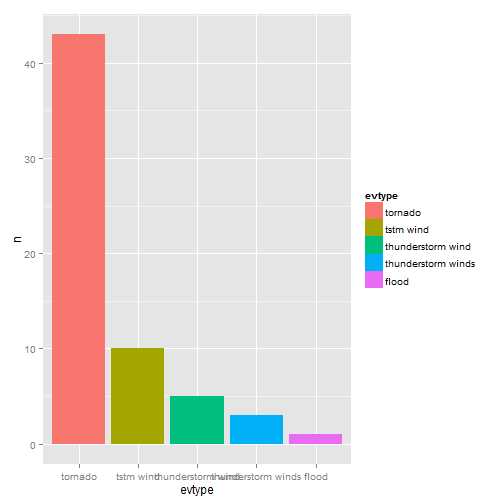 40
30
20
10
0
n
tornado
tstm wind
thunderstorm wind
thunderstorm winds
flood
evtype
evtype
tornado
tstm wind
thunderstorm wind
thunderstorm winds
flood